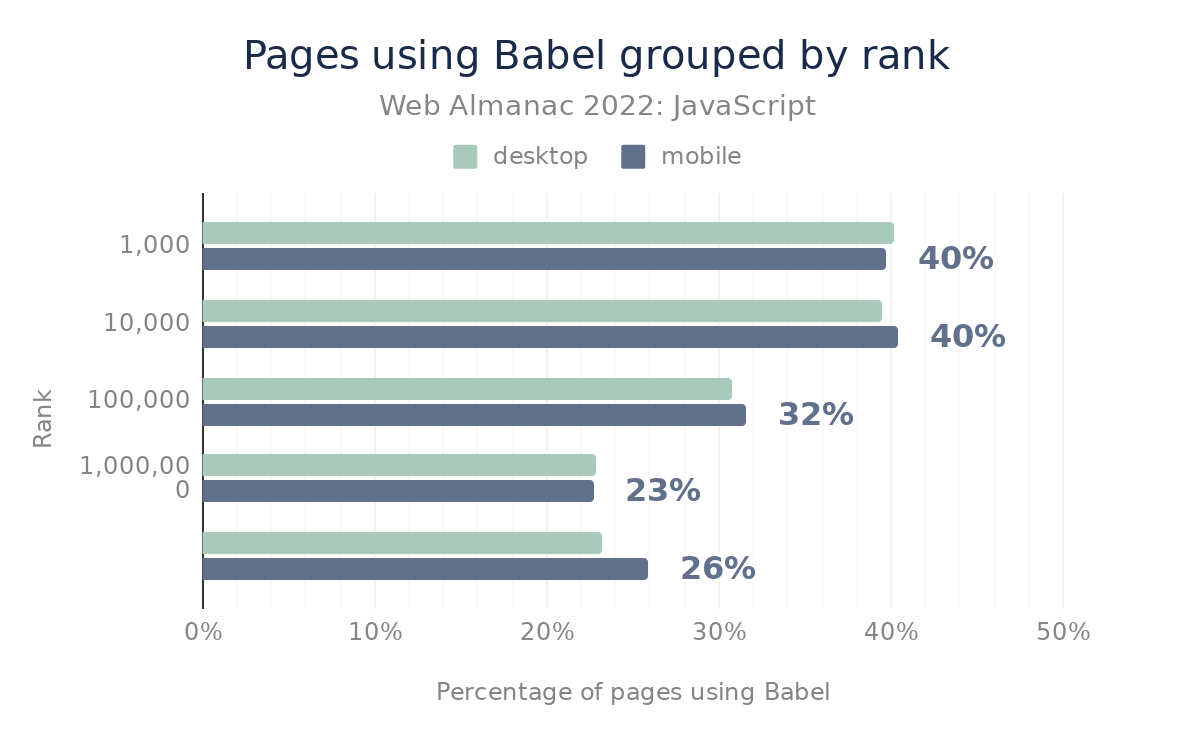 Pages using Babel grouped by rank
Web Almanac 2022: JavaScript
desktop mobile
1,000
40%
10,000
40%
100,000
32%
1,000,00
0
23%
26%
Rank
0% 10% 20% 30% 40% 50%
Percentage of pages using Babel